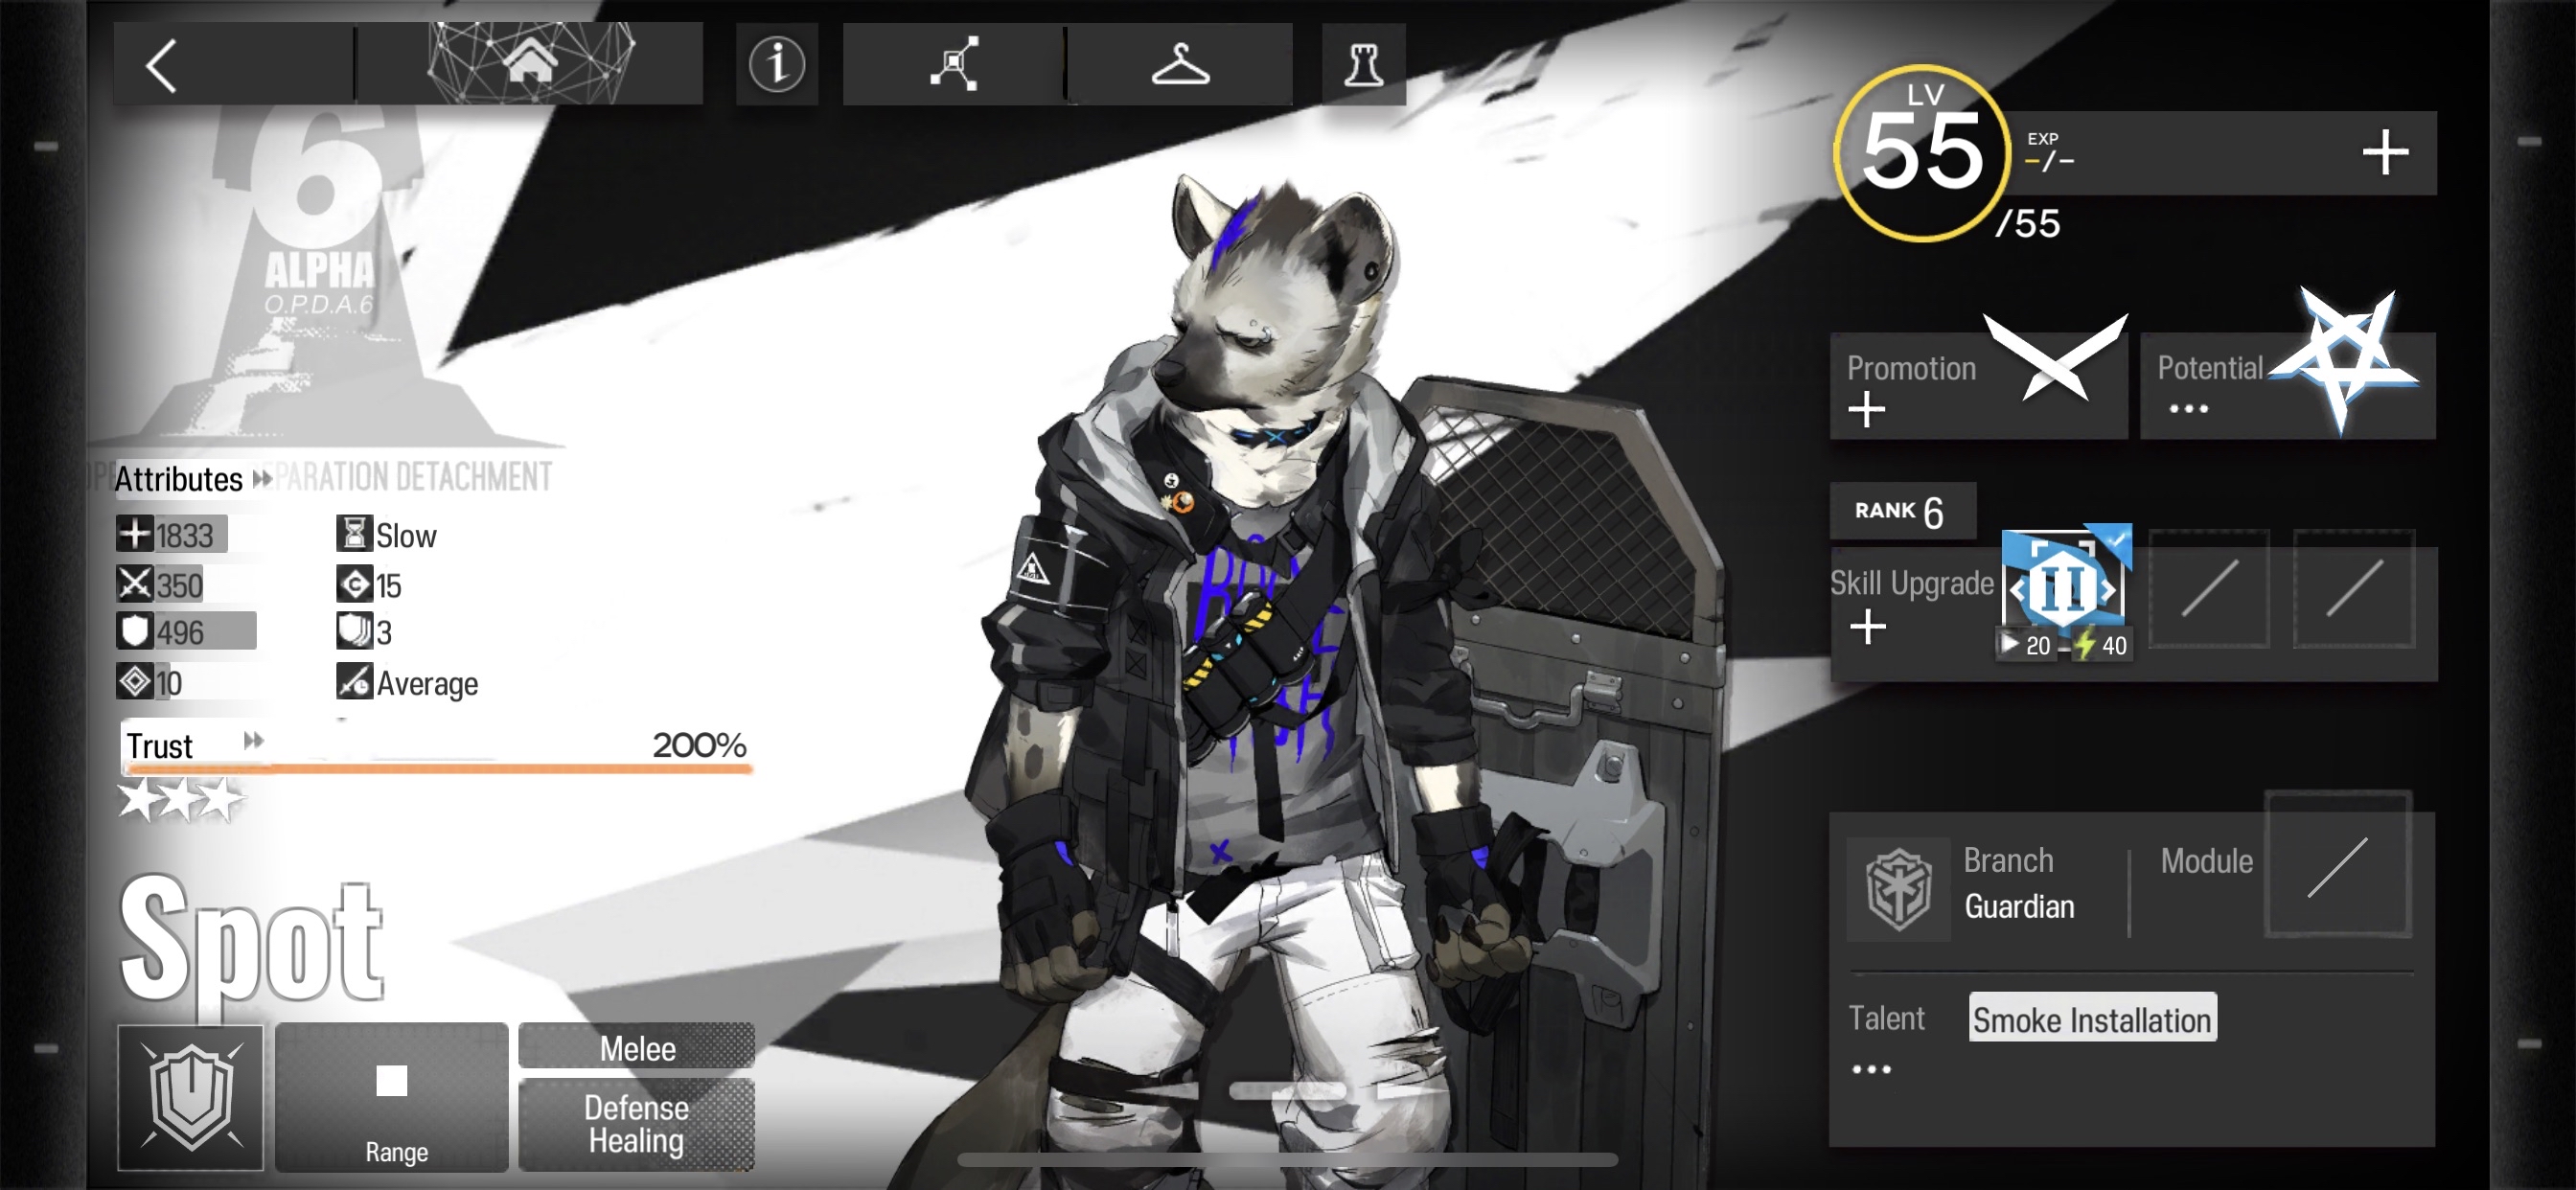 LV
55
/55
EXP
-/-
6
ALPHA
O.P.D.A.6
PARATION DETACHMENT
Attributes
1833
Slow
350
15
496
3
10
Average
Trust
200%
Spot
Range
Melee
Defense
Healing
Promotion
Potential
...
RANK 6
Skill Upgrade
II
20
40
Branch
Guardian
Module
Talent
Smoke Installation
...